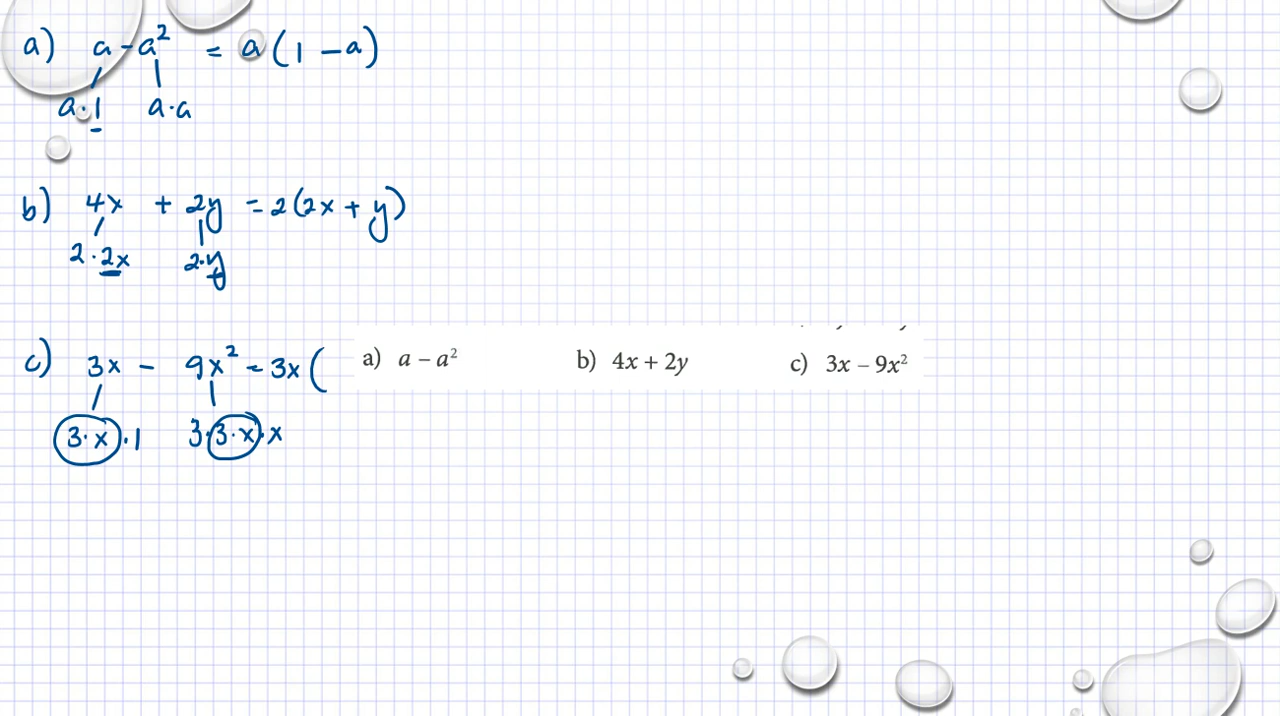 a) a - a² = a(1 - a)
a·1 a·a
b) 4x + 2y = 2(2x + y)
2·2x 2·y
c) 3x - 9x² = 3x(
3·x·1 3·3·x·x
a) a − a² b) 4x + 2y c) 3x − 9x²